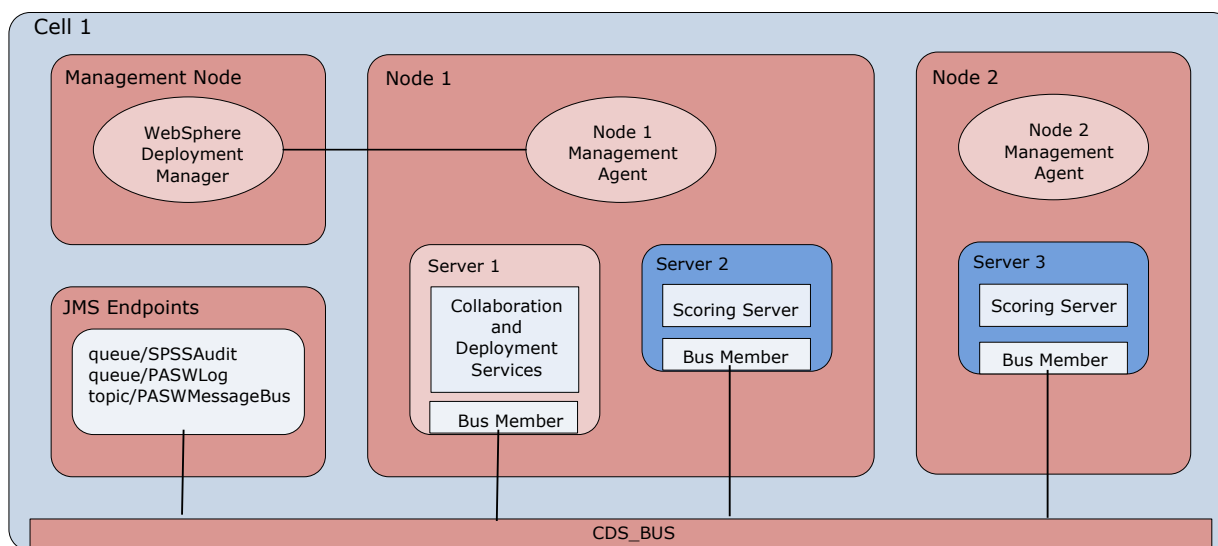 Cell 1
Management Node
WebSphere
Deployment
Manager
Node 1
Node 1
Management
Agent
Node 2
Node 2
Management
Agent
JMS Endpoints
queue/SPSSAudit
queue/PASWLog
topic/PASWMessageBus
Server 1
Collaboration
and
Deployment
Services
Bus Member
Server 2
Scoring Server
Bus Member
Server 3
Scoring Server
Bus Member
CDS_BUS